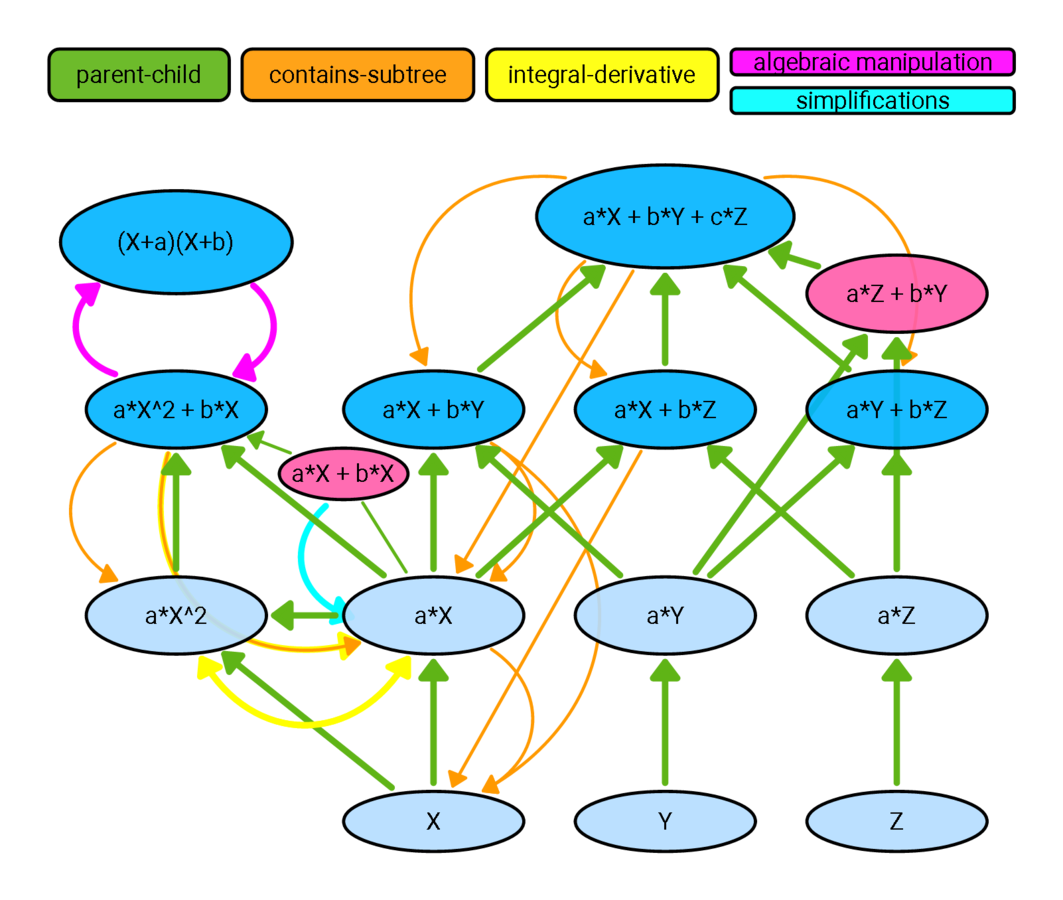 parent-child
contains-subtree
integral-derivative
algebraic manipulation
simplifications
a*X + b*Y + c*Z
(X+a)(X+b)
a*Z + b*Y
a*X^2 + b*X
a*X + b*Y
a*X + b*Z
a*Y + b*Z
a*X + b*X
a*X^2
a*X
a*Y
a*Z
X
Y
Z